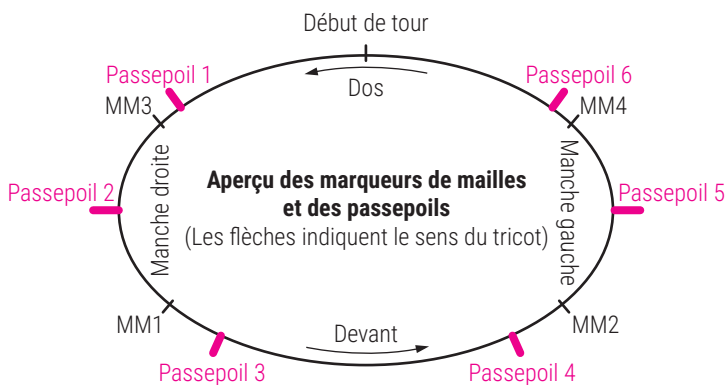 Début de tour
Passepoil 1
Passepoil 6
Dos
MM3
MM4
Manche droite
Manche gauche
Aperçu des marqueurs de mailles
et des passepoils
(Les flèches indiquent le sens du tricot)
Passepoil 2
Passepoil 5
MM1
MM2
Devant
Passepoil 3
Passepoil 4